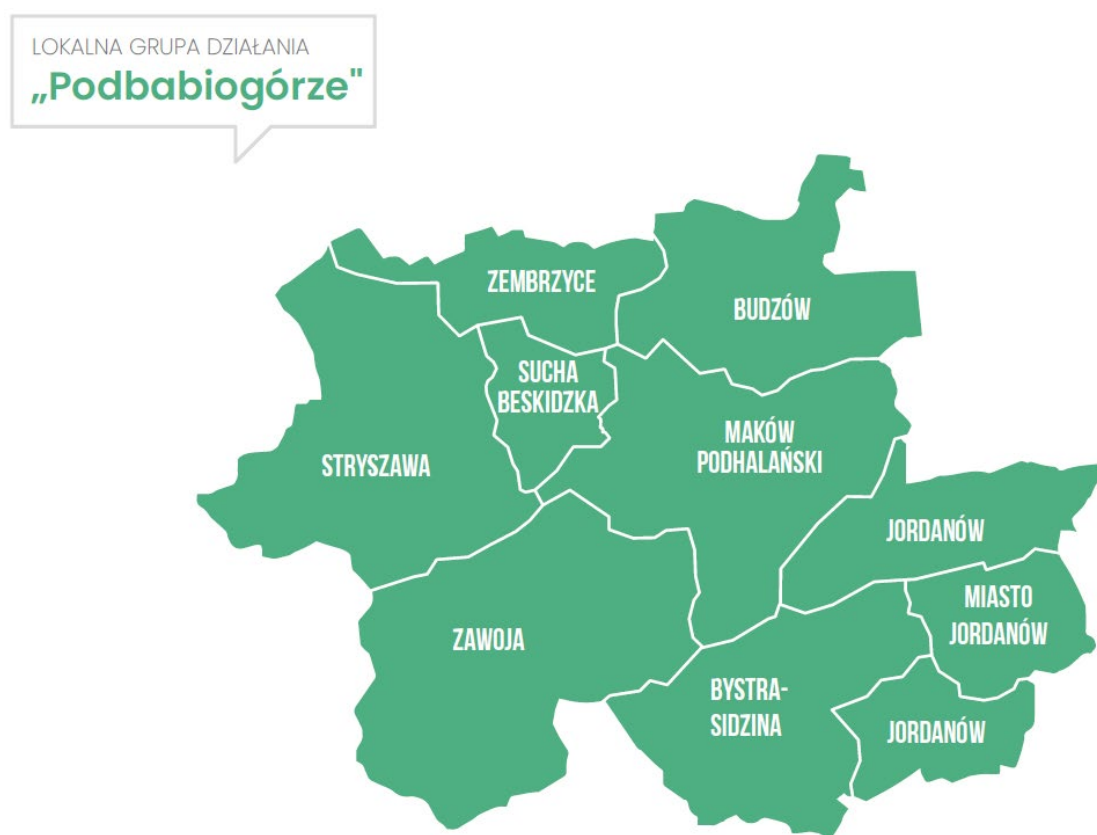 LOKALNA GRUPA DZIAŁANIA
„Podbabiogórze"
ZEMBRZYCE
BUDZÓW
SUCHA
BESKIDZKA
MAKÓW
PODHALAŃSKI
STRYSZAWA
JORDANÓW
MIASTO
JORDANÓW
ZAWOJA
BYSTRA-
SIDZINA
JORDANÓW